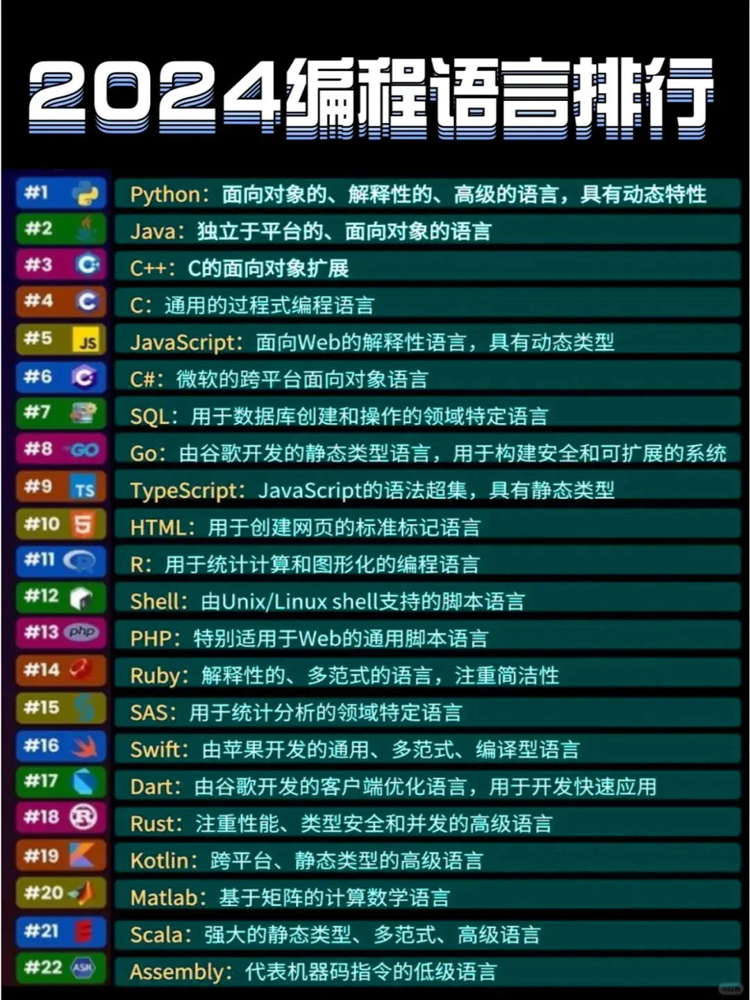 2024编程语言排行
#1 Python：面向对象的、解释性的、高级的语言，具有动态特性
#2 Java：独立于平台的、面向对象的语言
#3 C++：C的面向对象扩展
#4 C C：通用的过程式编程语言
#5 JS JavaScript：面向Web的解释性语言，具有动态类型
#6 C#：微软的跨平台面向对象语言
#7 SQL：用于数据库创建和操作的领域特定语言
#8 GO Go：由谷歌开发的静态类型语言，用于构建安全和可扩展的系统
#9 TS TypeScript：JavaScript的语法超集，具有静态类型
#10 5 HTML：用于创建网页的标准标记语言
#11 R R：用于统计计算和图形化的编程语言
#12 Shell：由Unix/Linux shell支持的脚本语言
#13 php PHP：特别适用于Web的通用脚本语言
#14 Ruby：解释性的、多范式的语言，注重简洁性
#15 SAS：用于统计分析的领域特定语言
#16 Swift：由苹果开发的通用、多范式、编译型语言
#17 Dart：由谷歌开发的客户端优化语言，用于开发快速应用
#18 R Rust：注重性能、类型安全和并发的高级语言
#19 Kotlin：跨平台、静态类型的高级语言
#20 Matlab：基于矩阵的计算数学语言
#21 Scala：强大的静态类型、多范式、高级语言
#22 ASM Assembly：代表机器码指令的低级语言